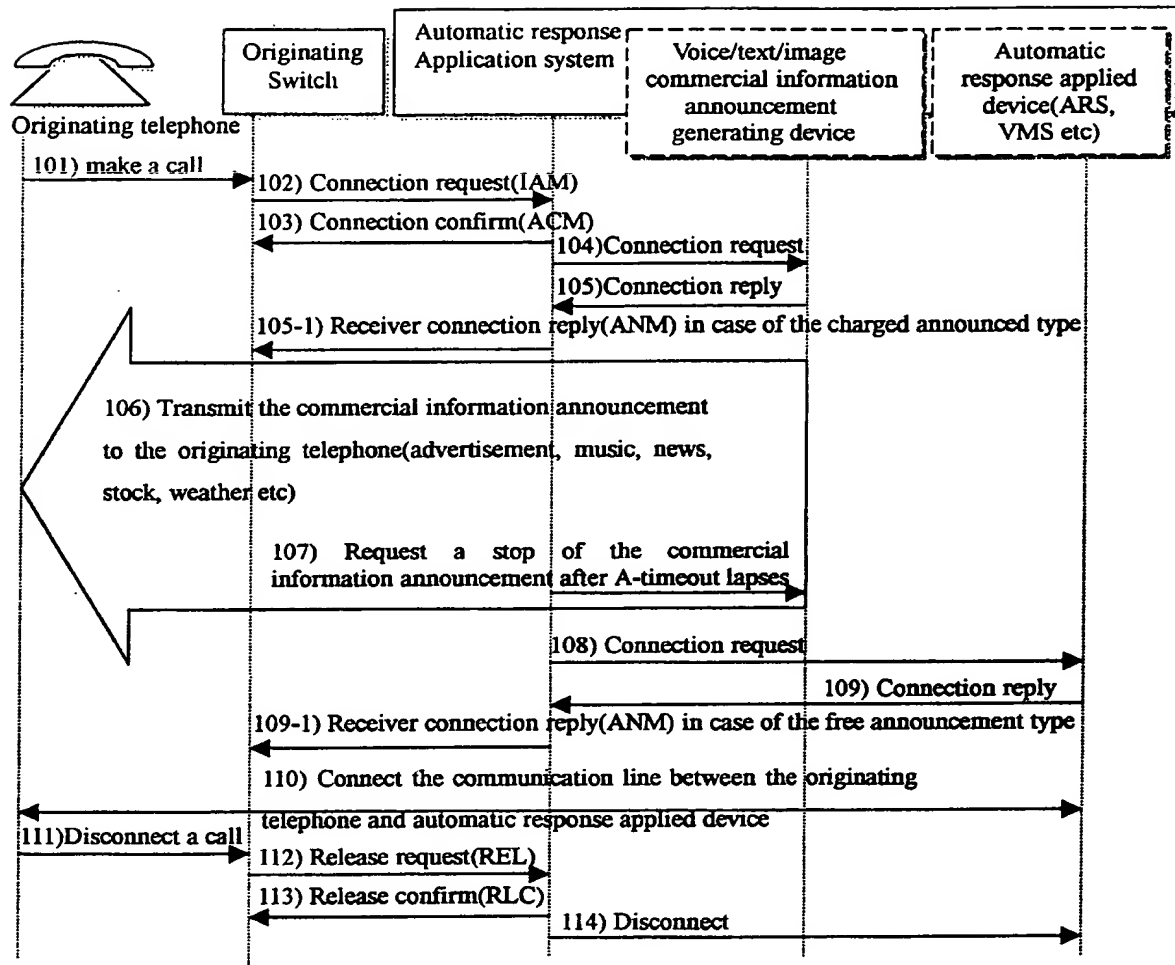 Originating telephone
Originating
Switch
Automatic response
Application system
Voice/text/image
commercial information
announcement
generating device
Automatic
response applied
device(ARS,
VMS etc)
101) make a call
102) Connection request(IAM)
103) Connection confirm(ACM)
104)Connection request
105)Connection reply
105-1) Receiver connection reply(ANM) in case of the charged announced type
106) Transmit the commercial information announcement
to the originating telephone(advertisement, music, news,
stock, weather etc)
107) Request a stop of the commercial
information announcement after A-timeout lapses
108) Connection request
109) Connection reply
109-1) Receiver connection reply(ANM) in case of the free announcement type
110) Connect the communication line between the originating
telephone and automatic response applied device
111)Disconnect a call
112) Release request(REL)
113) Release confirm(RLC)
114) Disconnect